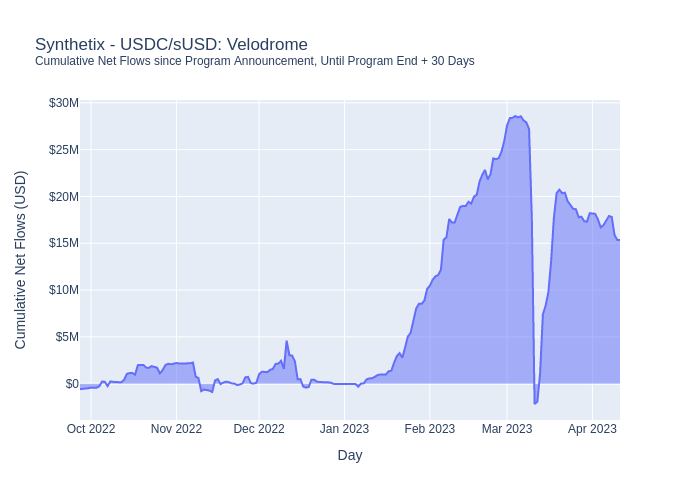 Synthetix - USDC/sUSD: Velodrome
Cumulative Net Flows since Program Announcement, Until Program End + 30 Days
Cumulative Net Flows (USD)
$30M
$25M
$20M
$15M
$10M
$5M
$0
Oct 2022 Nov 2022 Dec 2022 Jan 2023 Feb 2023 Mar 2023 Apr 2023
Day